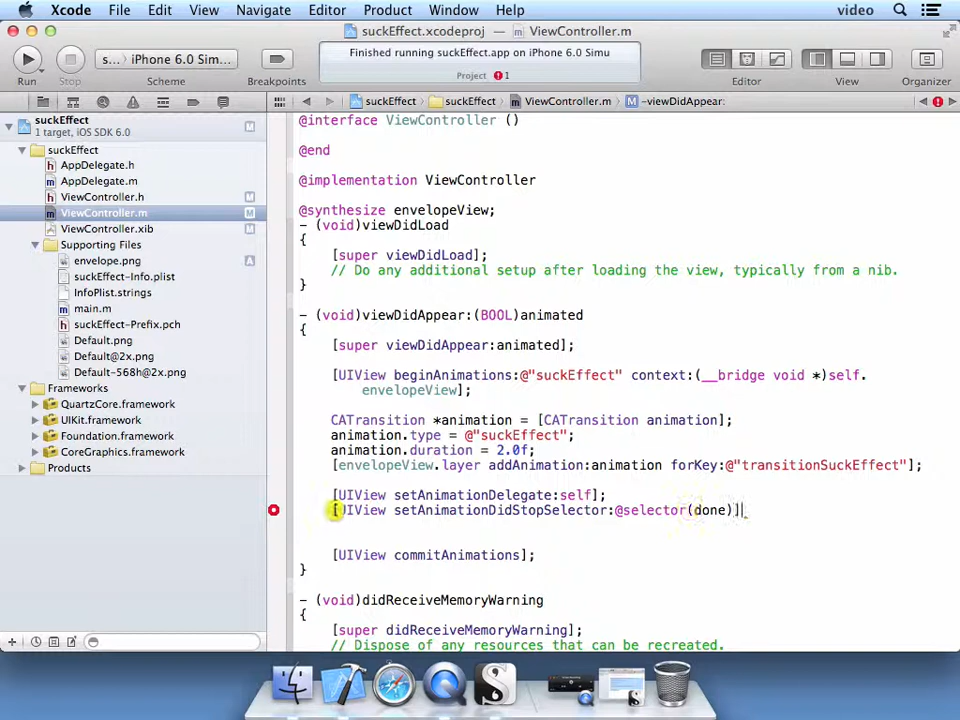 Xcode File Edit View Navigate Editor Product Window Help video
suckEffect.xcodeproj — ViewController.m
Run Stop s...〉 iPhone 6.0 Sim... Scheme Breakpoints
Finished running suckEffect.app on iPhone 6.0 Simu
Project 1
Editor View Organizer
suckEffect 〉 suckEffect 〉 ViewController.m 〉 M -viewDidAppear:
suckEffect M
1 target, iOS SDK 6.0
suckEffect
AppDelegate.h
AppDelegate.m
ViewController.h M
ViewController.m M
ViewController.xib M
Supporting Files
envelope.png A
suckEffect-Info.plist
InfoPlist.strings
main.m
suckEffect-Prefix.pch
Default.png
Default@2x.png
Default-568h@2x.png
Frameworks
QuartzCore.framework
UIKit.framework
Foundation.framework
CoreGraphics.framework
Products
@interface ViewController ()
@end
@implementation ViewController
@synthesize envelopeView;
- (void)viewDidLoad
{
[super viewDidLoad];
// Do any additional setup after loading the view, typically from a nib.
}
- (void)viewDidAppear:(BOOL)animated
{
[super viewDidAppear:animated];
[UIView beginAnimations:@"suckEffect" context:(__bridge void *)self.
envelopeView];
CATransition *animation = [CATransition animation];
animation.type = @"suckEffect";
animation.duration = 2.0f;
[envelopeView.layer addAnimation:animation forKey:@"transitionSuckEffect"];
[UIView setAnimationDelegate:self];
[UIView setAnimationDidStopSelector:@selector(done)]
[UIView commitAnimations];
}
- (void)didReceiveMemoryWarning
{
[super didReceiveMemoryWarning];
// Dispose of any resources that can be recreated.